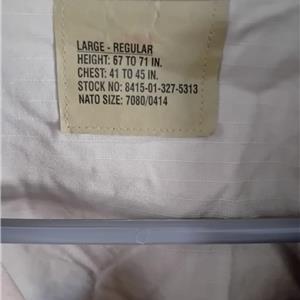 LARGE - REGULAR
HEIGHT: 67 TO 71 IN.
CHEST: 41 TO 45 IN.
STOCK NO: 8415-01-327-5313
NATO SIZE: 7080/0414